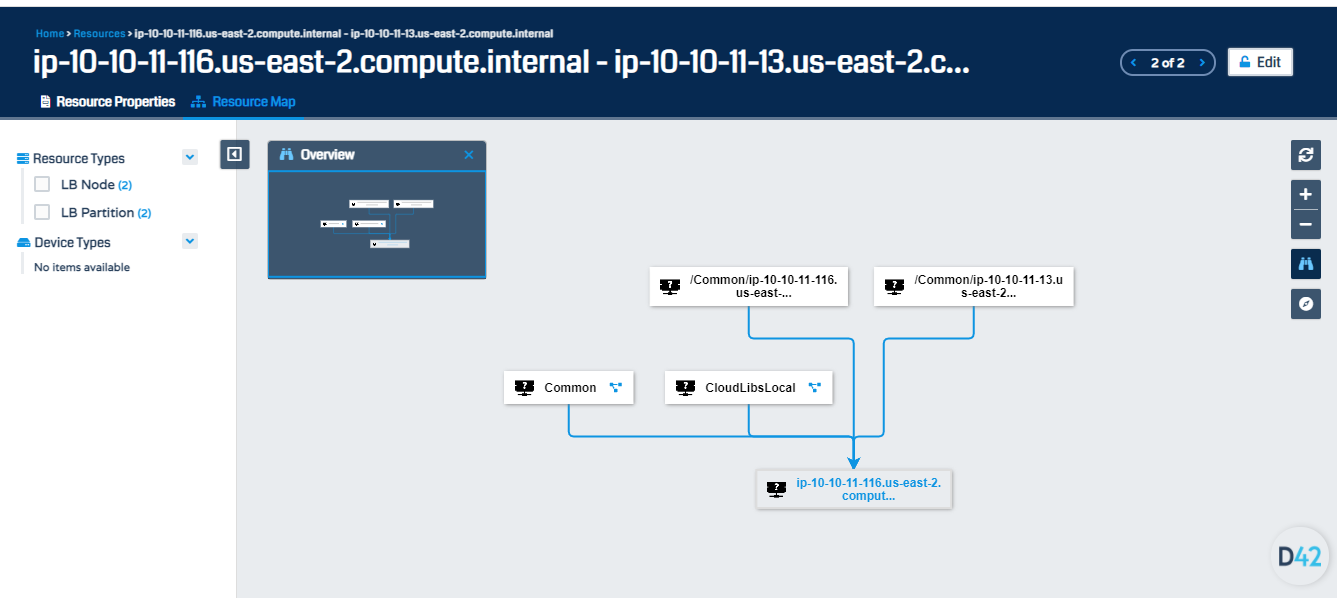 Home > Resources > ip-10-10-11-116.us-east-2.compute.internal - ip-10-10-11-13.us-east-2.compute.internal
ip-10-10-11-116.us-east-2.compute.internal - ip-10-10-11-13.us-east-2.c...
2 of 2
Edit
Resource Properties
Resource Map
Resource Types
LB Node (2)
LB Partition (2)
Device Types
No items available
Overview
/Common/ip-10-10-11-116.
us-east-...
/Common/ip-10-10-11-13.u
s-east-2...
Common
CloudLibsLocal
ip-10-10-11-116.us-east-2.
comput...
D42